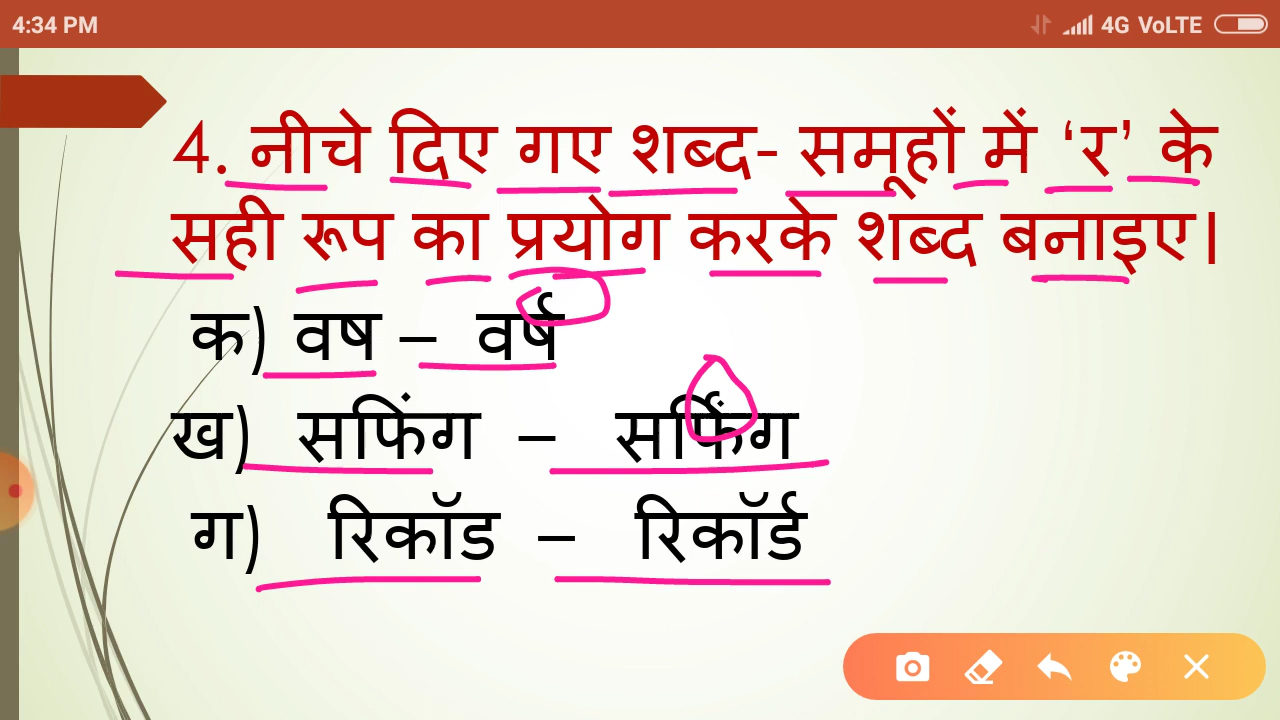 4:34 PM 4G VoLTE
4. नीचे दिए गए शब्द- समूहों में ‘र’ के
सही रूप का प्रयोग करके शब्द बनाइए।
क) वष – वर्ष
ख) सफिंग – सर्फिंग
ग) रिकॉड – रिकॉर्ड